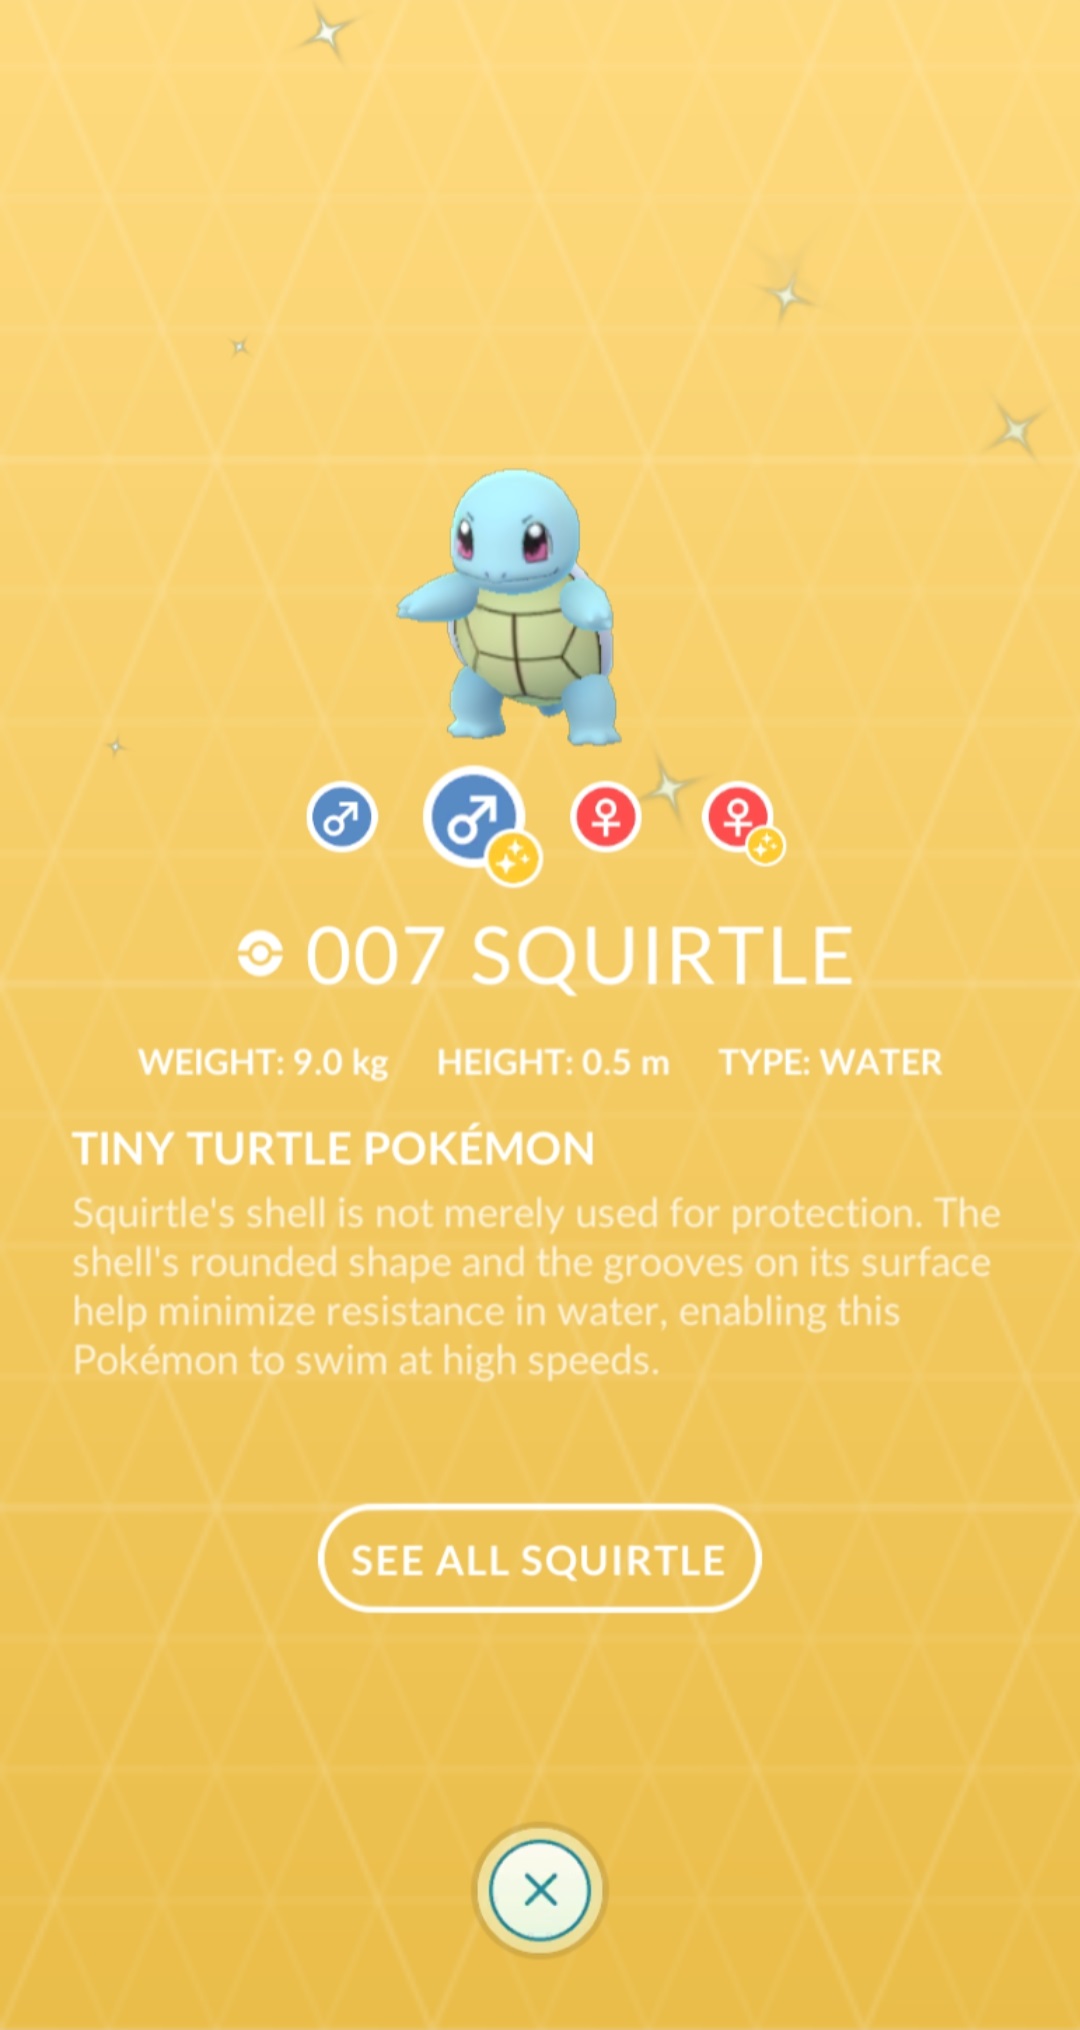 007 SQUIRTLE
WEIGHT: 9.0 kg HEIGHT: 0.5 m TYPE: WATER
TINY TURTLE POKÉMON
Squirtle's shell is not merely used for protection. The
shell's rounded shape and the grooves on its surface
help minimize resistance in water, enabling this
Pokémon to swim at high speeds.
SEE ALL SQUIRTLE